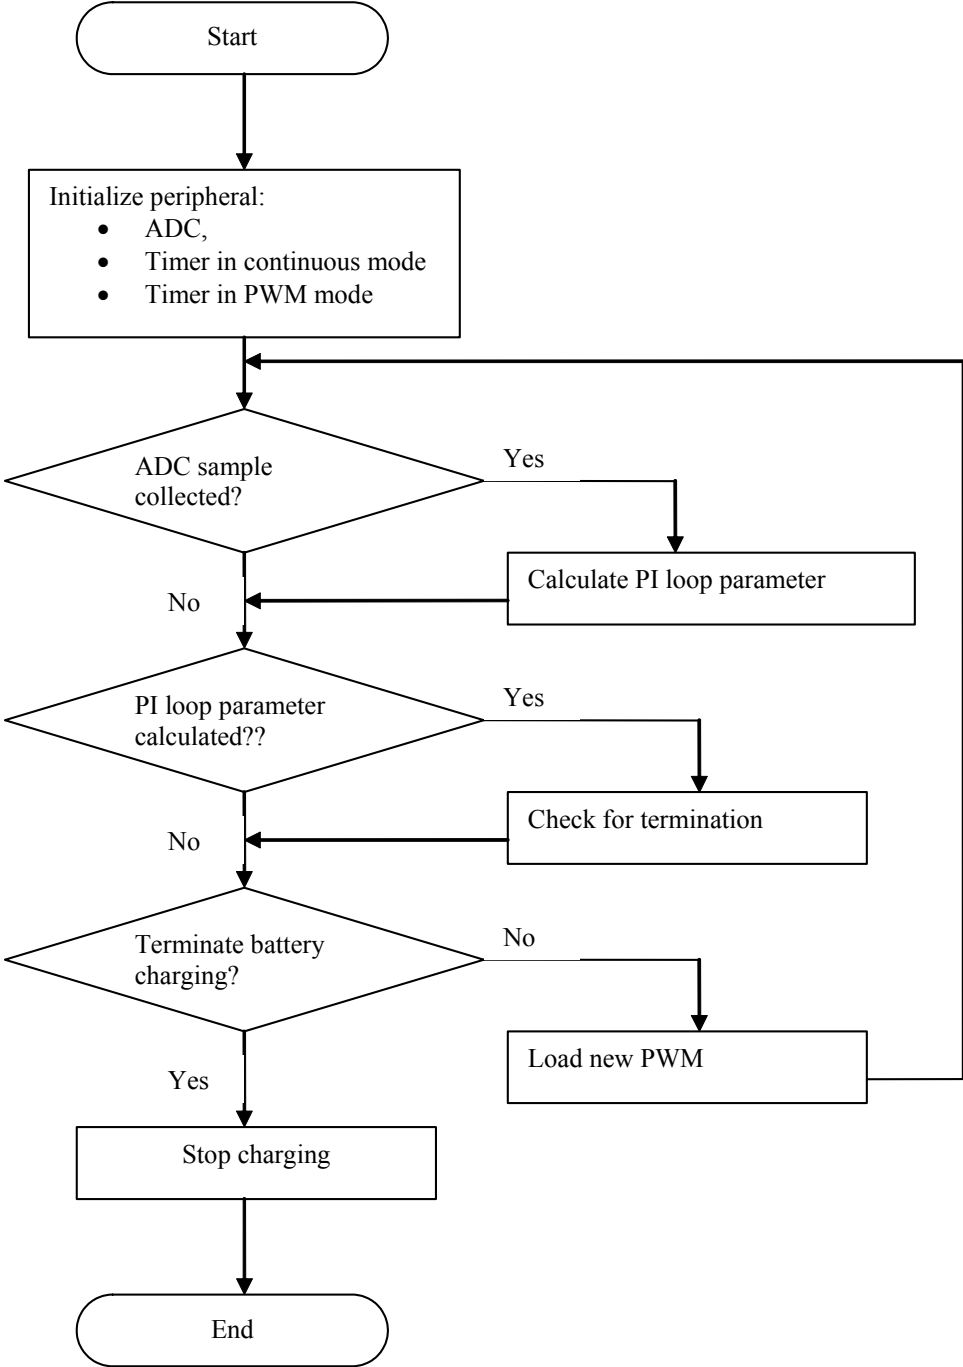 Start
Initialize peripheral:
• ADC,
• Timer in continuous mode
• Timer in PWM mode
ADC sample
collected?
Yes
Calculate PI loop parameter
No
PI loop parameter
calculated??
Yes
Check for termination
No
Terminate battery
charging?
No
Load new PWM
Yes
Stop charging
End